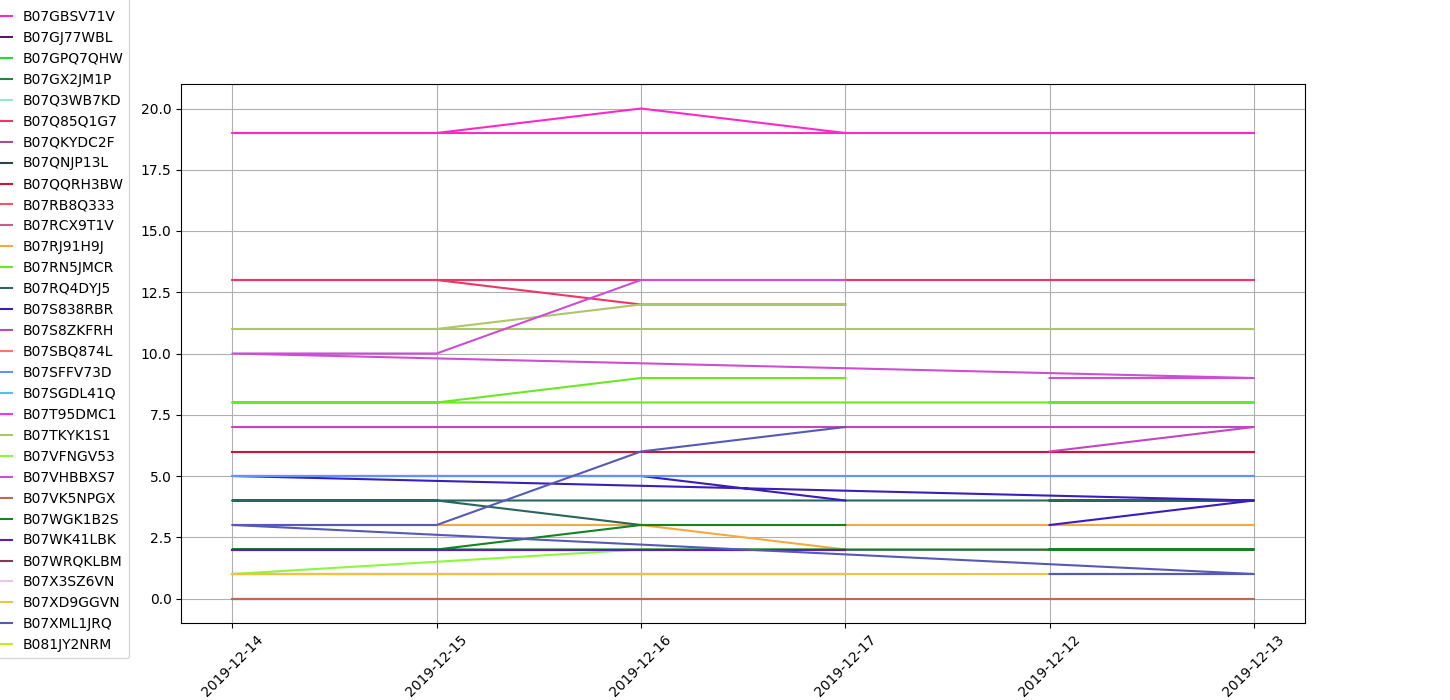 B07GBSV71V
B07GJ77WBL
B07GPQ7QHW
B07GX2JM1P
B07Q3WB7KD
B07Q85Q1G7
B07QKYDC2F
B07QNJP13L
B07QQRH3BW
B07RB8Q333
B07RCX9T1V
B07RJ91H9J
B07RN5JMCR
B07RQ4DYJ5
B07S838RBR
B07S8ZKFRH
B07SBQ874L
B07SFFV73D
B07SGDL41Q
B07T95DMC1
B07TKYK1S1
B07VFNGV53
B07VHBBXS7
B07VK5NPGX
B07WGK1B2S
B07WK41LBK
B07WRQKLBM
B07X3SZ6VN
B07XD9GGVN
B07XML1JRQ
B081JY2NRM
20.0
17.5
15.0
12.5
10.0
7.5
5.0
2.5
0.0
2019-12-14
2019-12-15
2019-12-16
2019-12-17
2019-12-12
2019-12-13